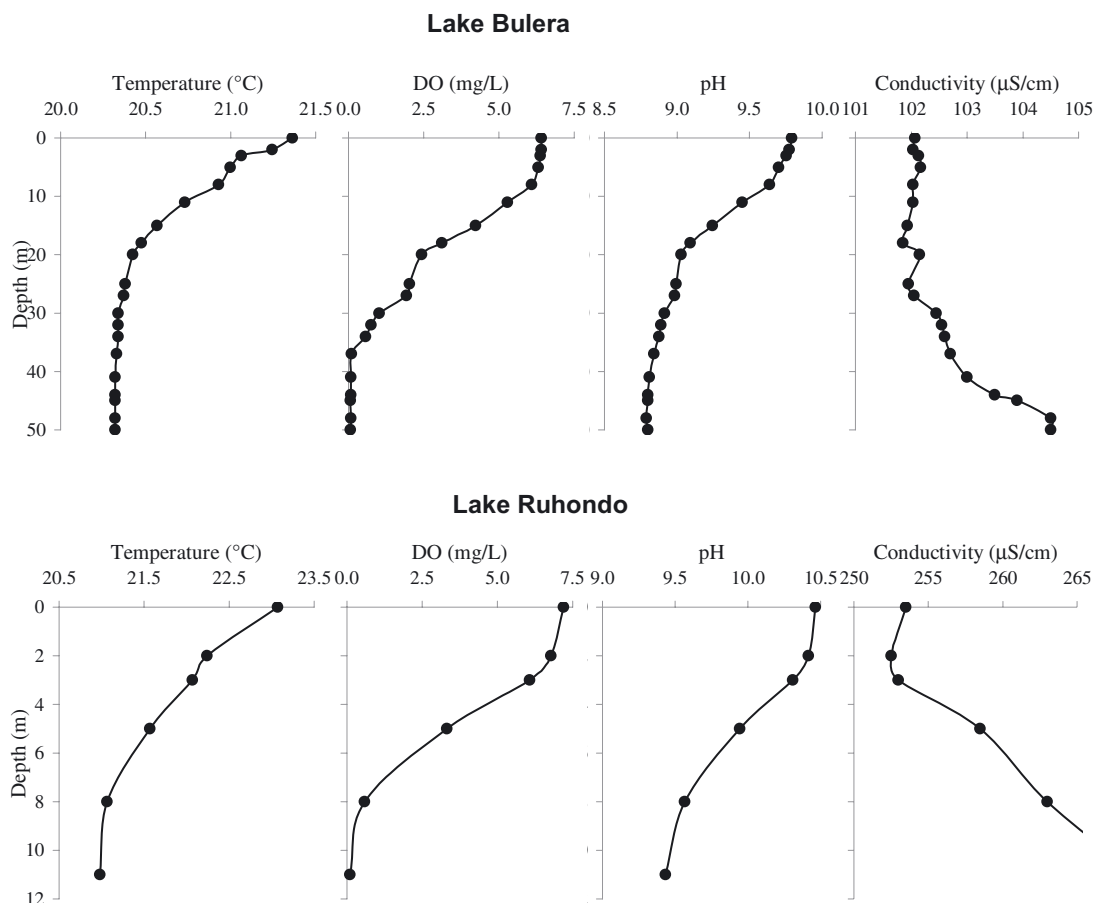 Lake Bulera
Temperature (°C) DO (mg/L) pH Conductivity (μS/cm)
20.0 20.5 21.0 21.5 0.0 2.5 5.0 7.5 8.5 9.0 9.5 10.0 101 102 103 104 105
0
10
20
30
40
50
Depth (m)
Lake Ruhondo
Temperature (°C) DO (mg/L) pH Conductivity (μS/cm)
20.5 21.5 22.5 23.5 0.0 2.5 5.0 7.5 9.0 9.5 10.0 10.5 250 255 260 265
0
2
4
6
8
10
12
Depth (m)